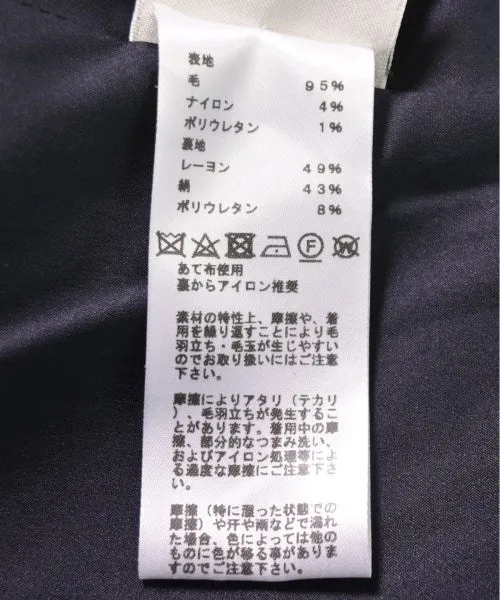 表地
毛 95%
ナイロン 4%
ポリウレタン 1%
裏地
レーヨン 49%
絹 43%
ポリウレタン 8%
F W
あて布使用
裏からアイロン推奨
素材の特性上、摩擦や、着
用を繰り返すことにより毛
羽立ち・毛玉が生じやすい
のでお取り扱いにはご注意
下さい。
摩擦によりアタリ（テカリ
）、毛羽立ちが発生するこ
とがあります。着用中の摩
擦、部分的なつまみ洗い、
およびアイロン処理等によ
る過度な摩擦にご注意下さ
い。
摩擦（特に湿った状態での
摩擦）や汗や雨などで濡れ
た場合、色によっては他の
ものに色が移る事がありま
す。